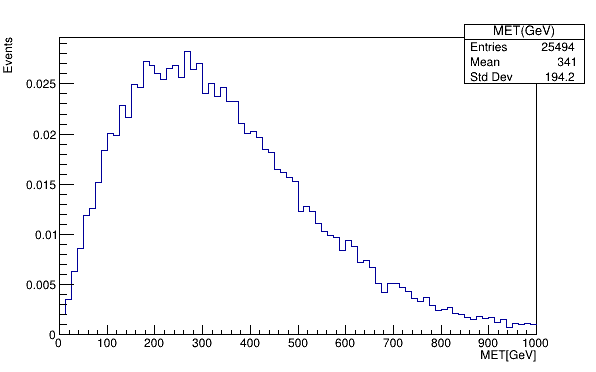 MET(GeV)
Entries 25494
Mean 341
Std Dev 194.2
Events
0.025
0.02
0.015
0.01
0.005
0
0 100 200 300 400 500 600 700 800 900 1000
MET[GeV]